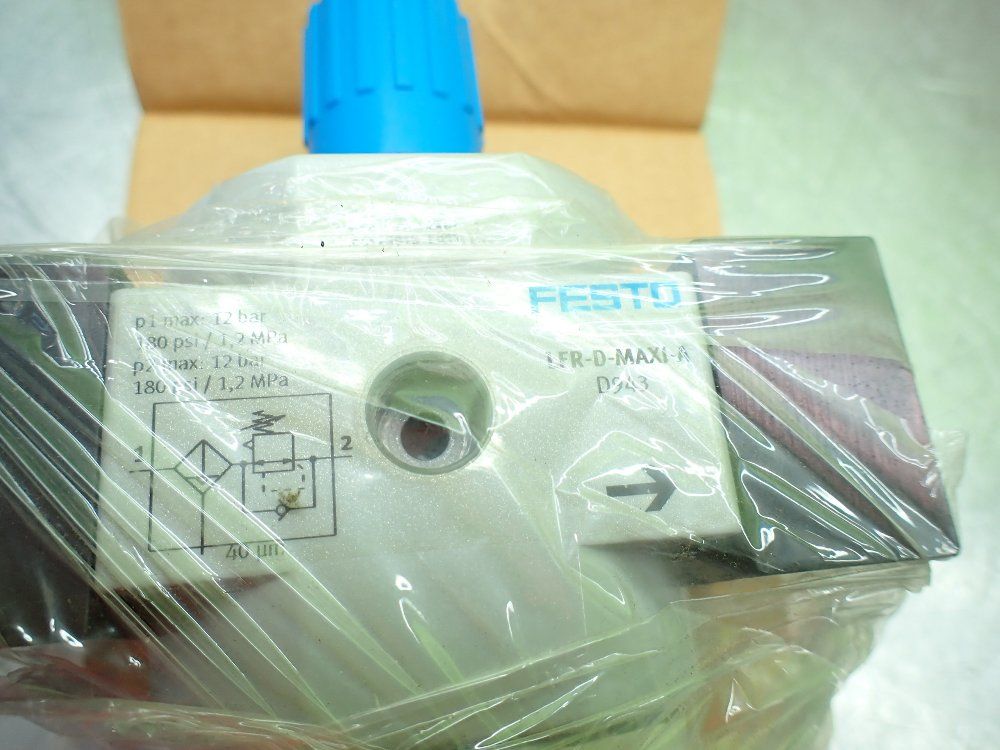 FESTO
p1 max: 12 bar
180 psi / 1,2 MPa
p2 max: 12 bar
180 psi / 1,2 MPa
LFR-D-MAXI-A
D943
1
2
40 um